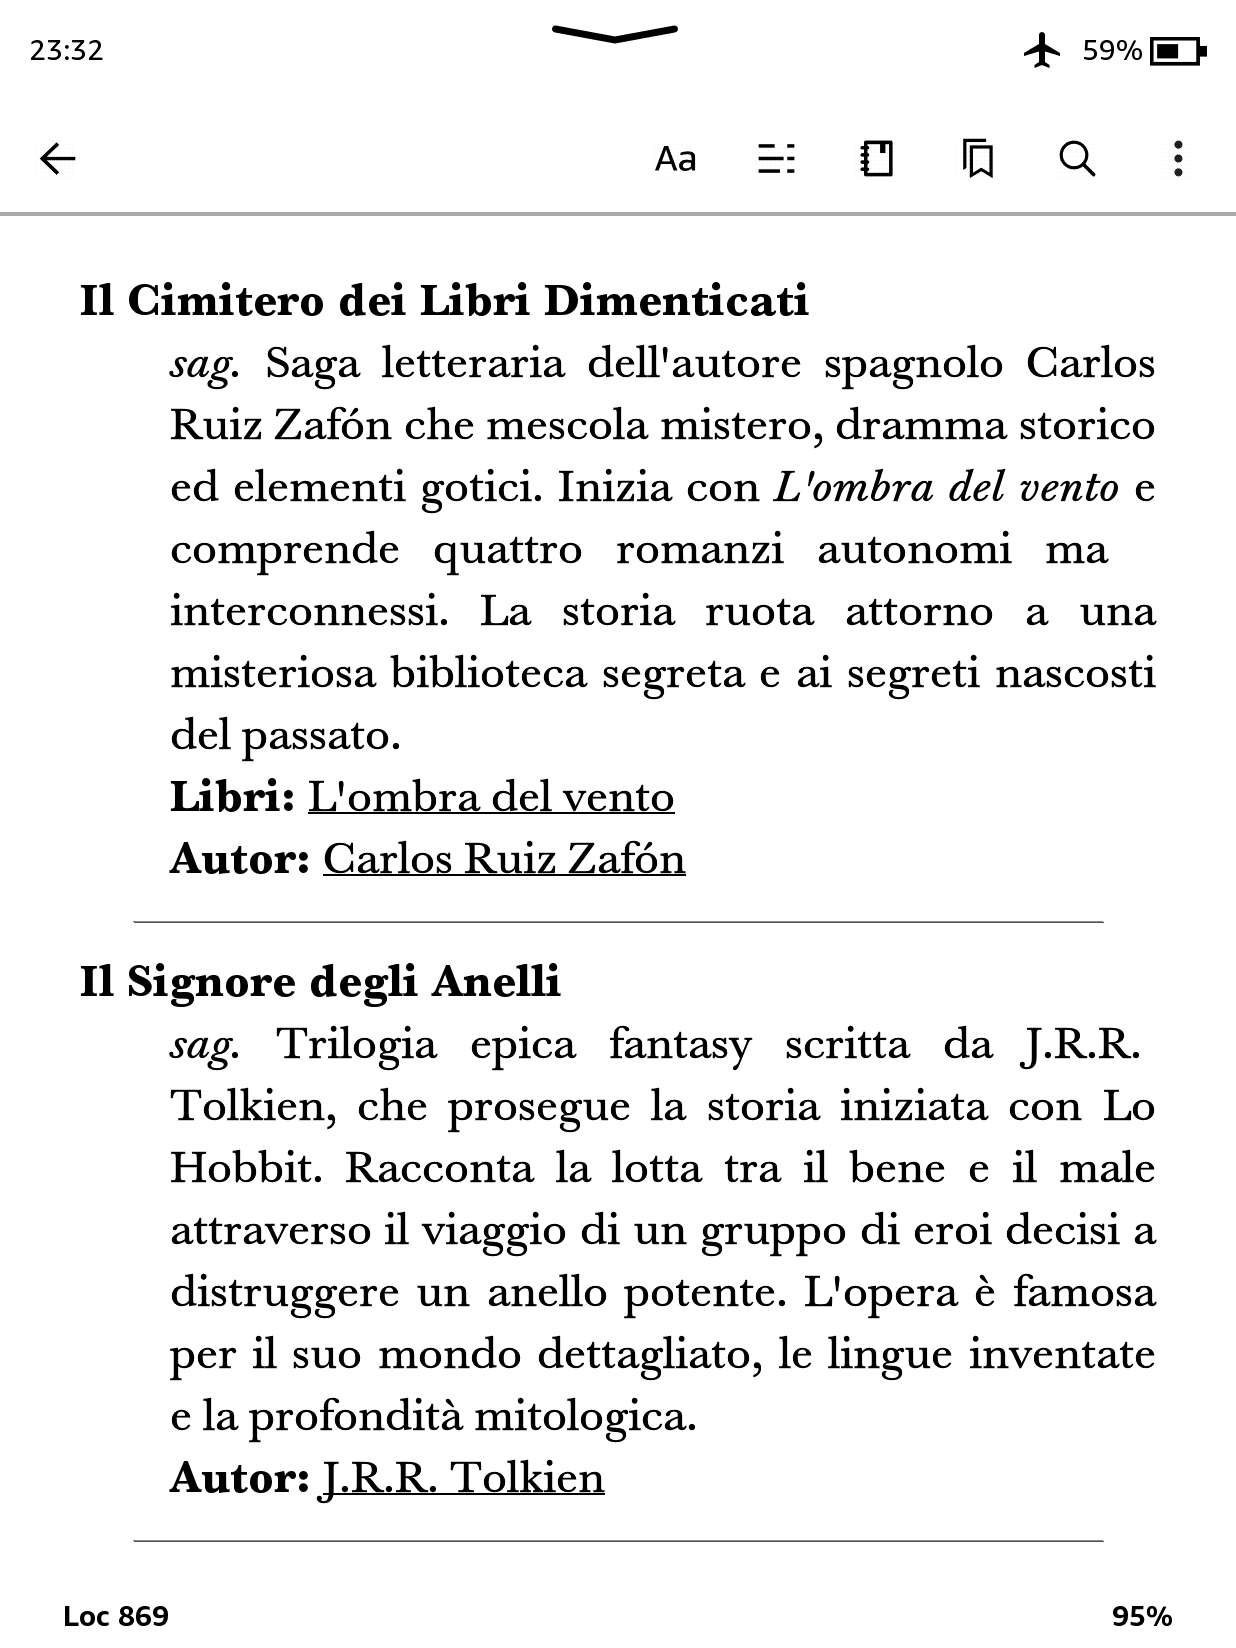 23:32
59%
Aa
Il Cimitero dei Libri Dimenticati
sag. Saga letteraria dell'autore spagnolo Carlos
Ruiz Zafón che mescola mistero, dramma storico
ed elementi gotici. Inizia con L'ombra del vento e
comprende quattro romanzi autonomi ma
interconnessi. La storia ruota attorno a una
misteriosa biblioteca segreta e ai segreti nascosti
del passato.
Libri: L'ombra del vento
Autor: Carlos Ruiz Zafón
Il Signore degli Anelli
sag. Trilogia epica fantasy scritta da J.R.R.
Tolkien, che prosegue la storia iniziata con Lo
Hobbit. Racconta la lotta tra il bene e il male
attraverso il viaggio di un gruppo di eroi decisi a
distruggere un anello potente. L'opera è famosa
per il suo mondo dettagliato, le lingue inventate
e la profondità mitologica.
Autor: J.R.R. Tolkien
Loc 869
95%